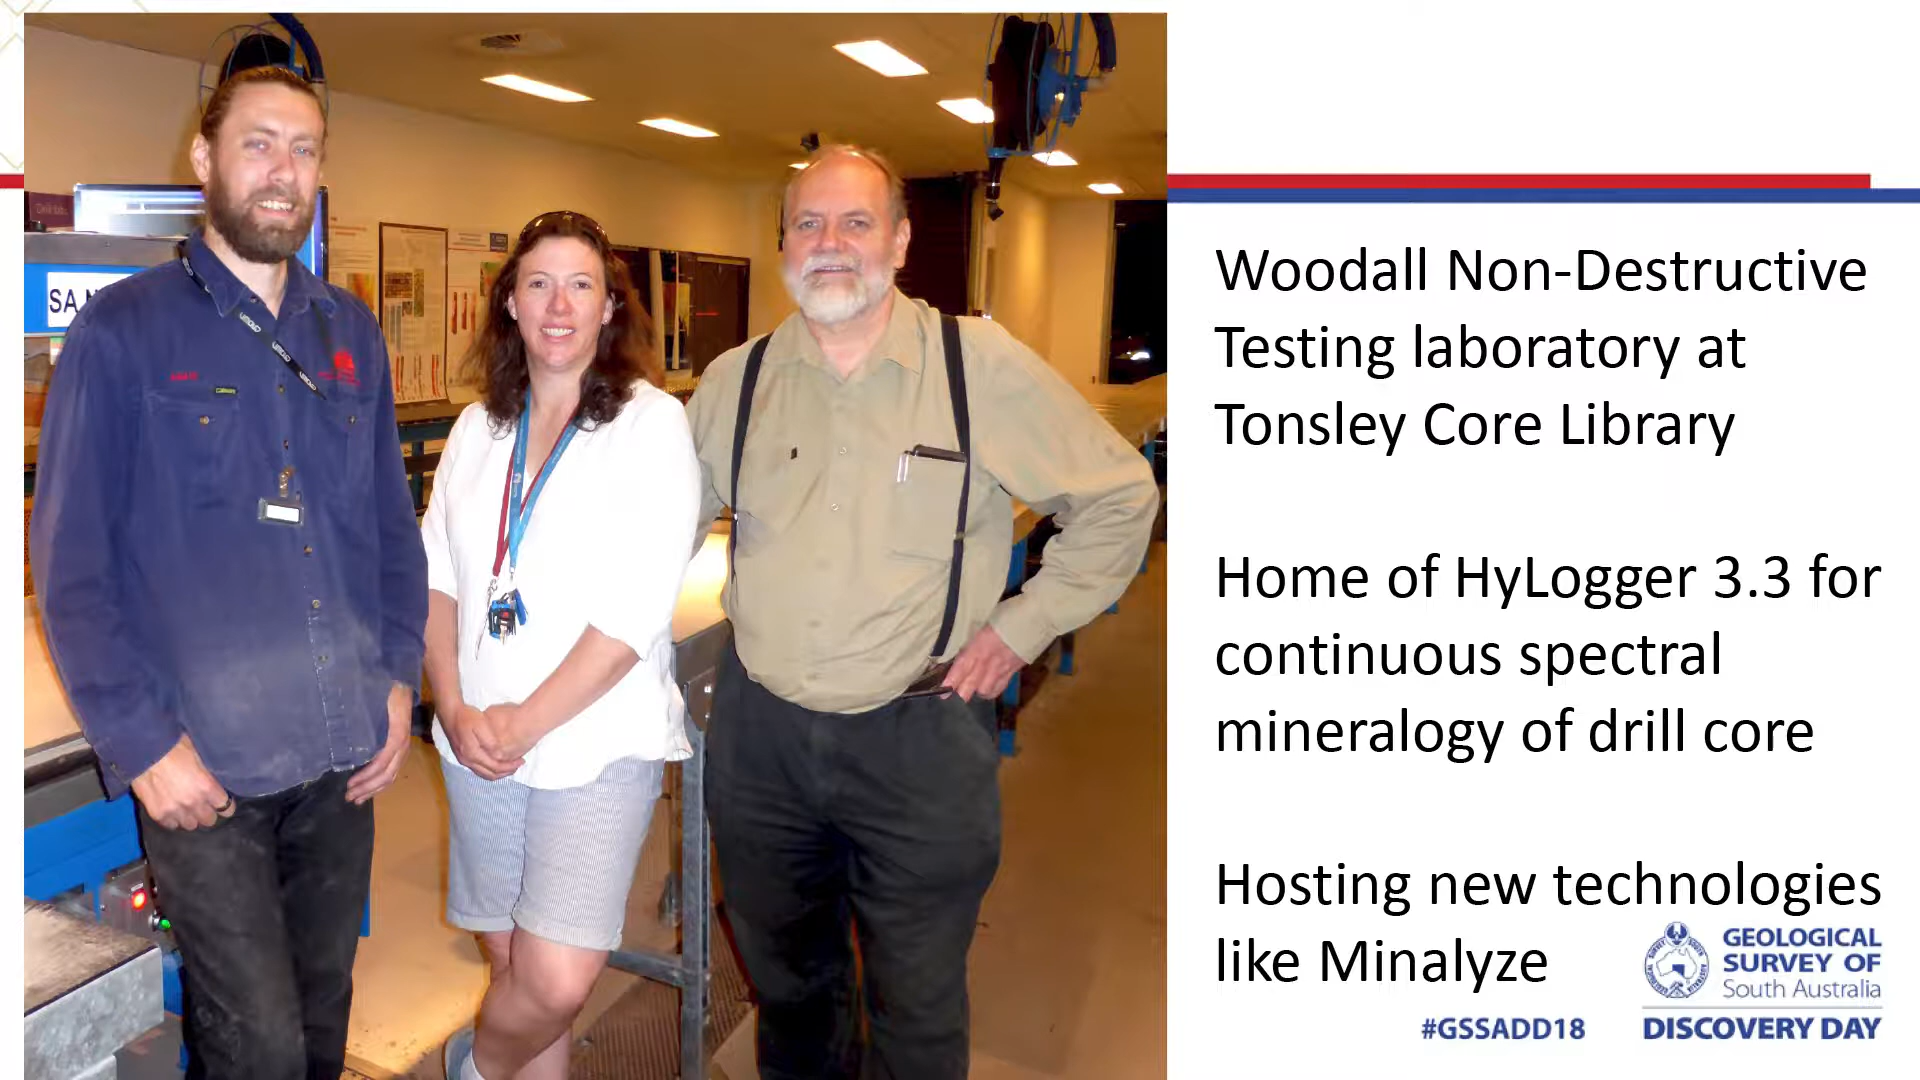 SA
Woodall Non-Destructive
Testing laboratory at
Tonsley Core Library
Home of HyLogger 3.3 for
continuous spectral
mineralogy of drill core
Hosting new technologies
like Minalyze
GEOLOGICAL
SURVEY OF
South Australia
#GSSADD18
DISCOVERY DAY